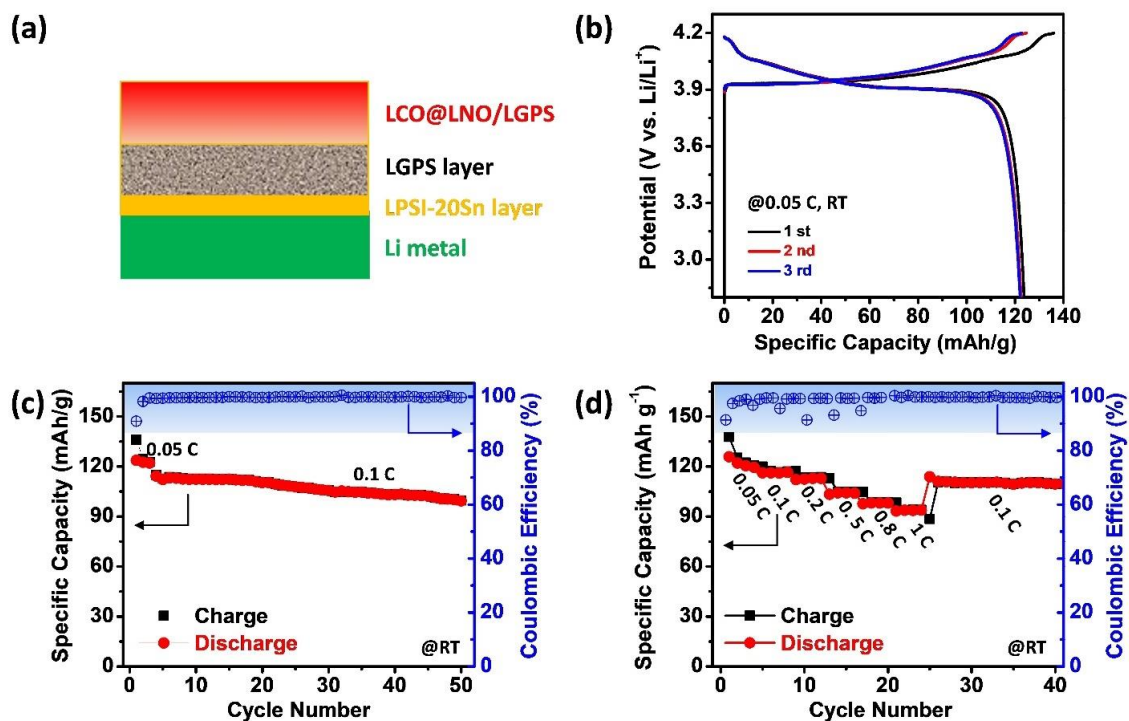 (a)
LCO@LNO/LGPS
LGPS layer
LPSI-20Sn layer
Li metal
(b)
Potential (V vs. Li/Li⁺)
4.2
3.9
3.6
3.3
3.0
@0.05 C, RT
1 st
2 nd
3 rd
0 20 40 60 80 100 120 140
Specific Capacity (mAh/g)
(c)
Specific Capacity (mAh/g)
150
120
90
60
30
0
0.05 C
0.1 C
Charge
Discharge
@RT
100
80
60
40
20
0
Coulombic Efficiency (%)
0 10 20 30 40 50
Cycle Number
(d)
Specific Capacity (mAh g⁻¹)
150
120
90
60
30
0
0.05 C
0.1 C
0.2 C
0.5 C
0.8 C
1 C
0.1 C
Charge
Discharge
@RT
100
80
60
40
20
0
Coulombic Efficiency (%)
0 10 20 30 40
Cycle Number